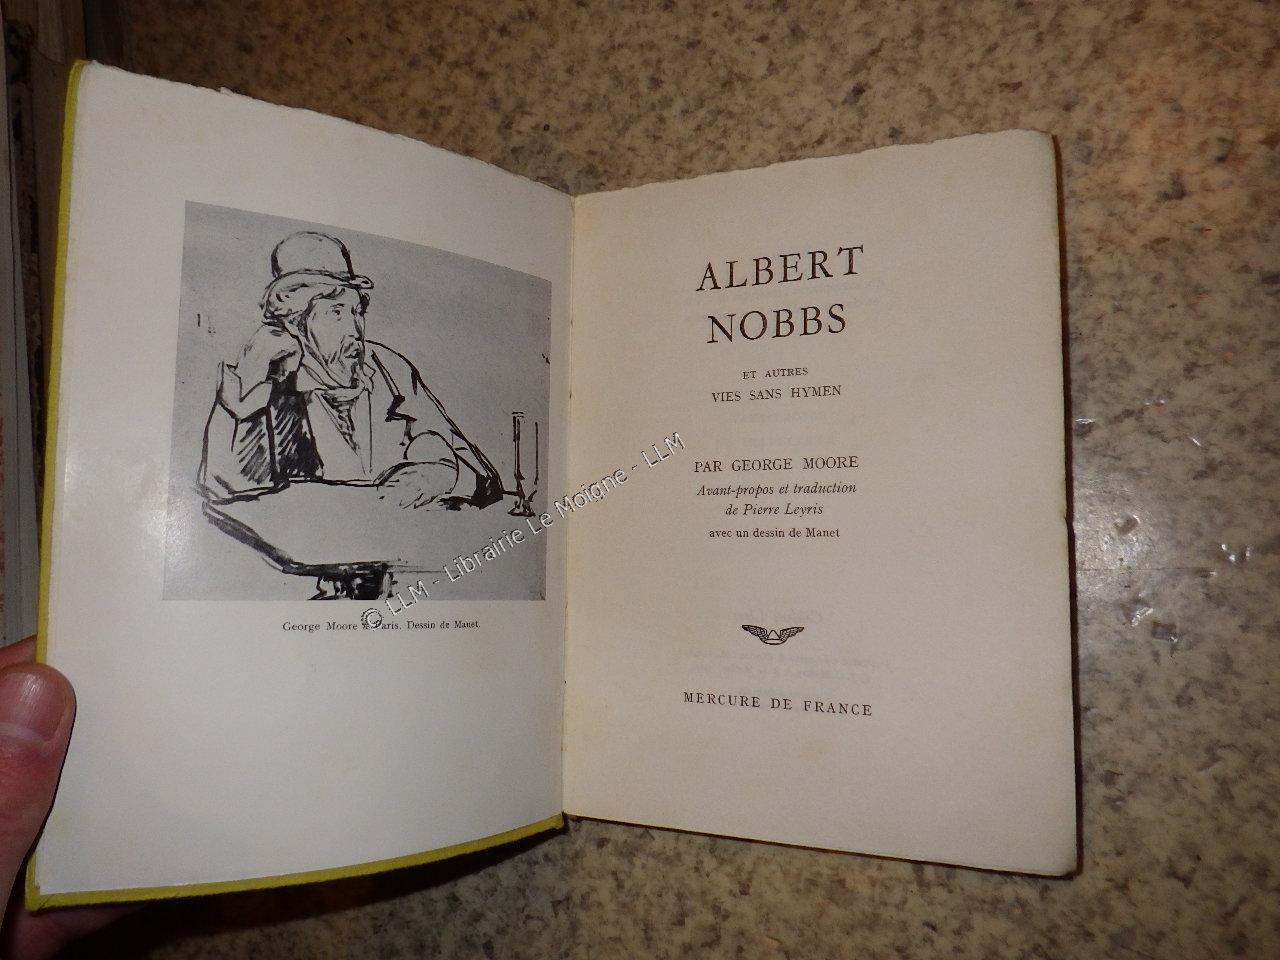 George Moore à Paris. Dessin de Manet.
ALBERT
NOBBS
ET AUTRES
VIES SANS HYMEN
PAR GEORGE MOORE
Avant-propos et traduction
de Pierre Leyris
avec un dessin de Manet
MERCURE DE FRANCE
© LLM - Librairie Le Moigne - LLM